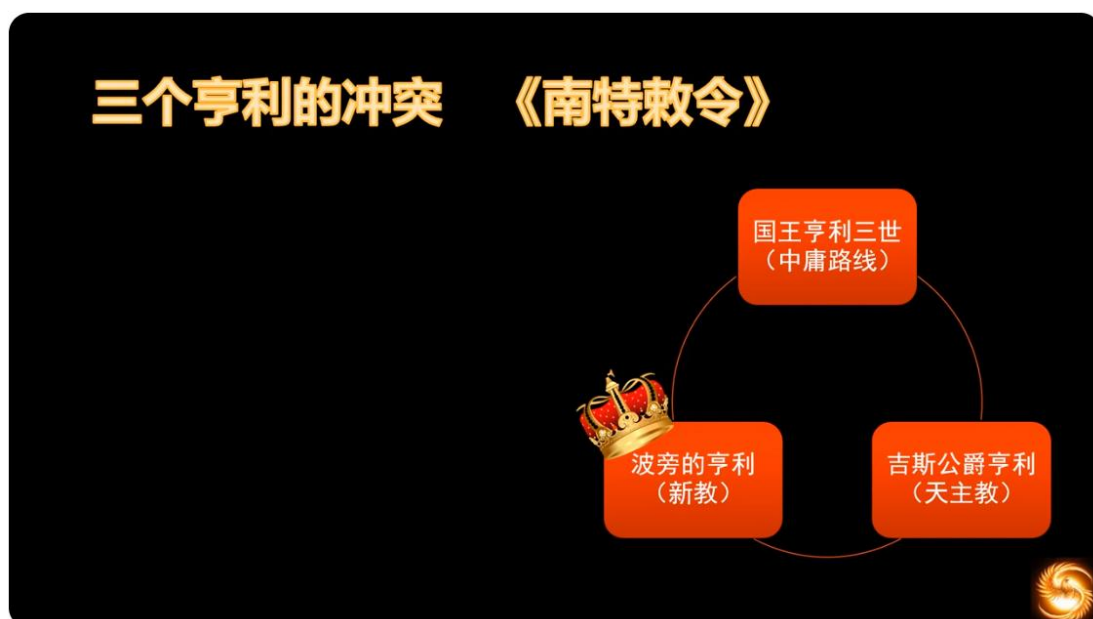 三个亨利的冲突 《南特敕令》
国王亨利三世
（中庸路线）
波旁的亨利
（新教）
吉斯公爵亨利
（天主教）